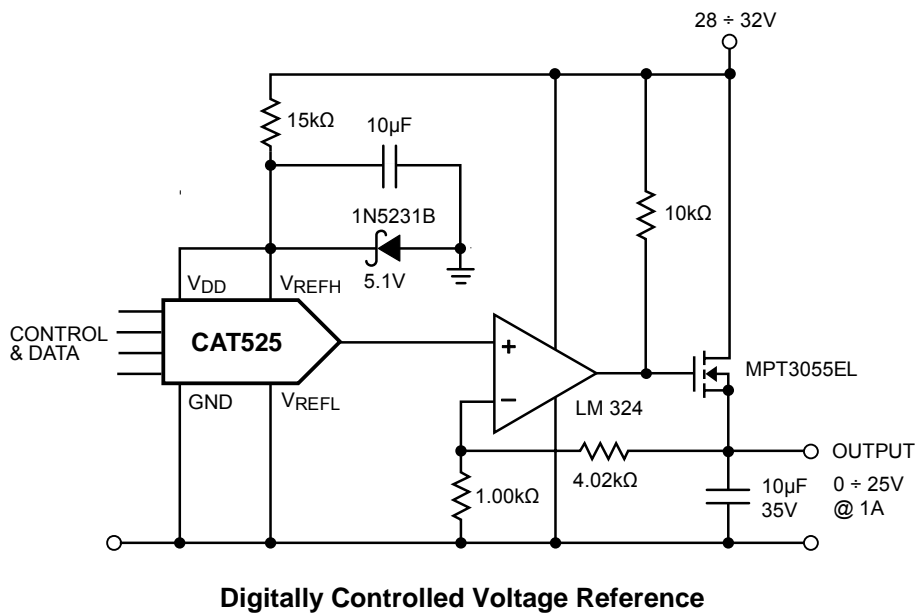 28 ÷ 32V
15kΩ
10µF
1N5231B
5.1V
10kΩ
VDD
VREFH
CONTROL
& DATA
CAT525
+
−
LM 324
MPT3055EL
GND
VREFL
1.00kΩ
4.02kΩ
10µF
35V
OUTPUT
0 ÷ 25V
@ 1A
Digitally Controlled Voltage Reference